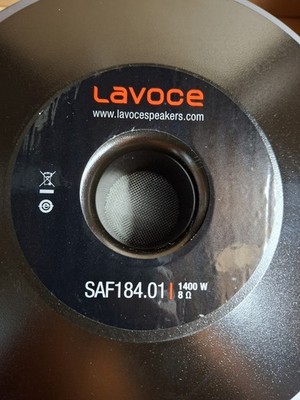 LaVOCE
www.lavocespeakers.com
SAF184.01 | 1400 W
8 Ω